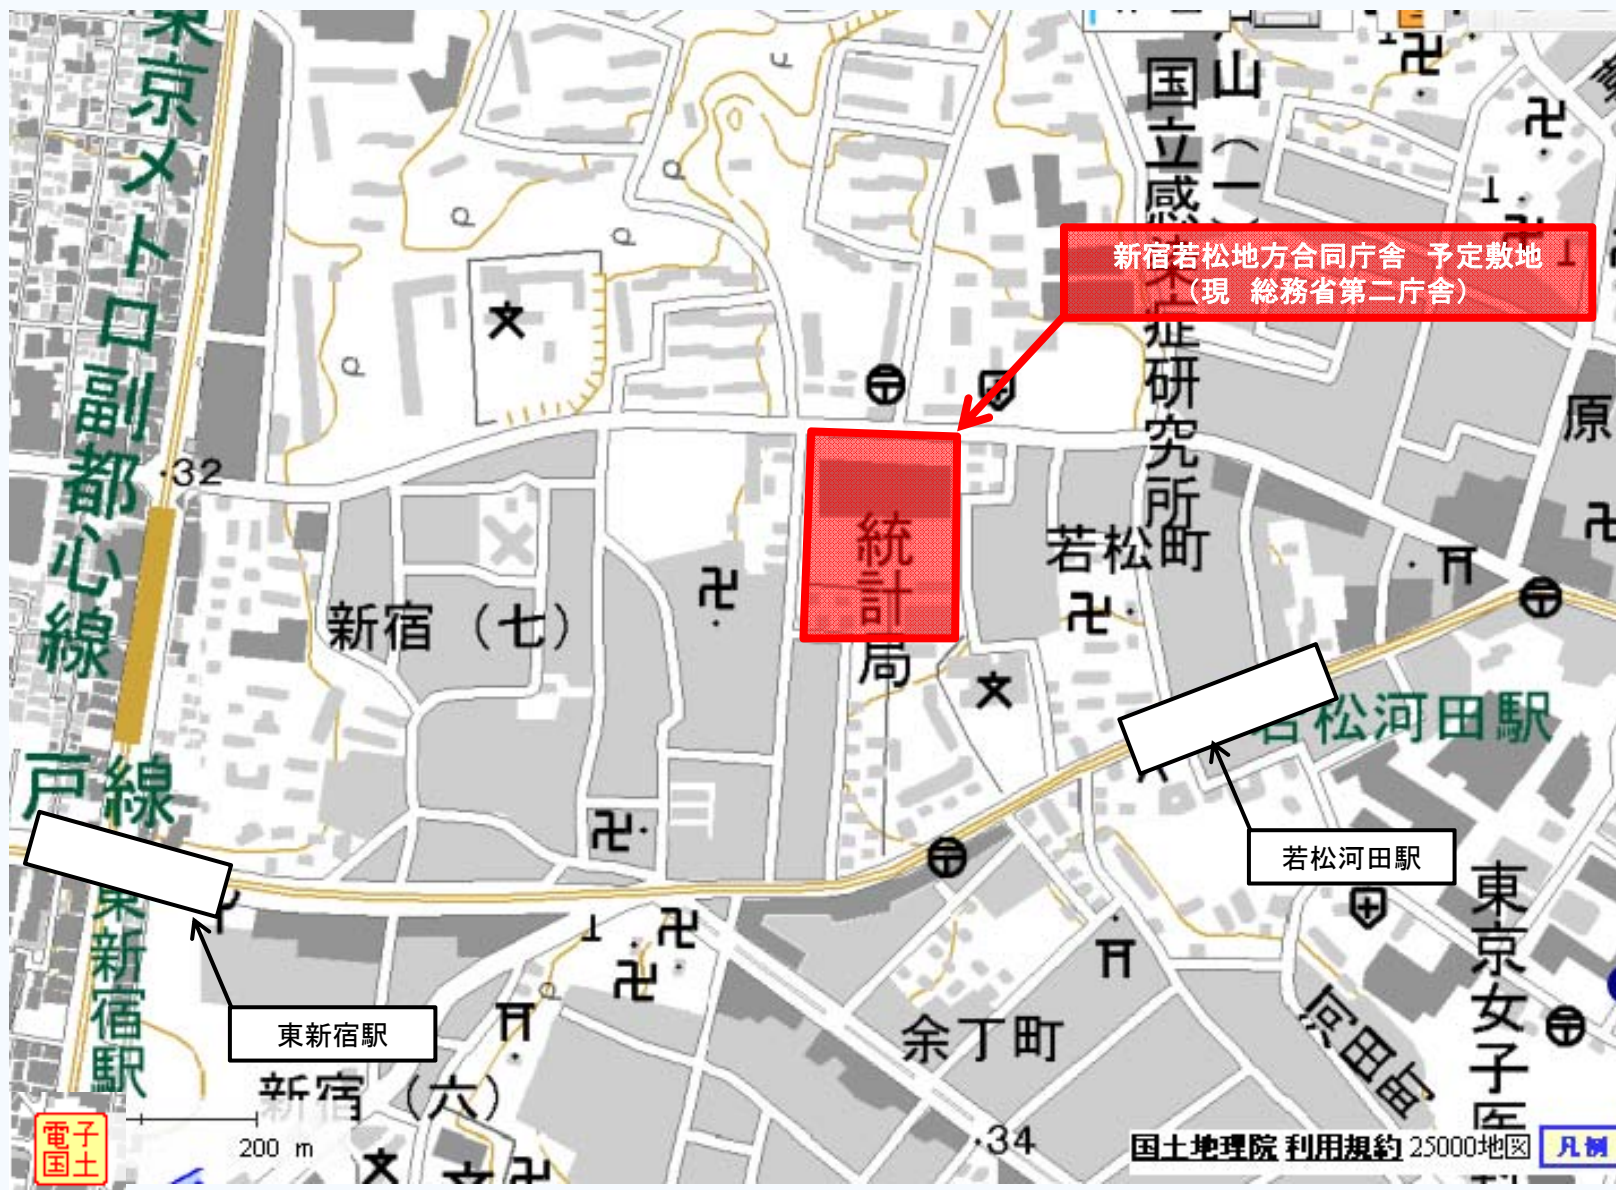 東京メトロ副都心線
国立感染症研究所
山(一)
新宿若松地方合同庁舎 予定敷地
(現 総務省第二庁舎)
原
32
統計局
若松町
新宿(七)
若松河田駅
戸線
若松河田駅
東新宿駅
東新宿駅
東京女子医
余丁町
河田町
新宿(六)
34
電子国土
200 m
国土地理院 利用規約 25000地図
凡例